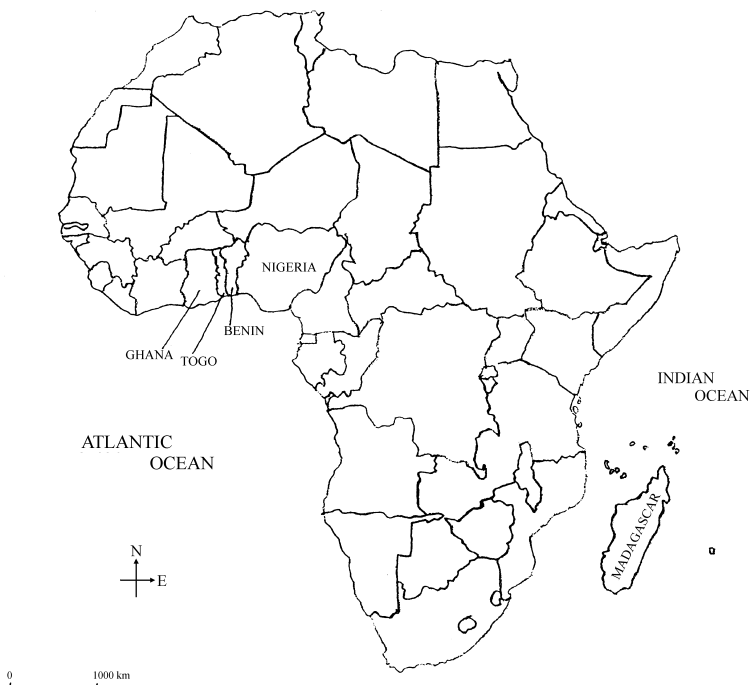 NIGERIA
BENIN
GHANA
TOGO
INDIAN
OCEAN
ATLANTIC
OCEAN
MADAGASCAR
N
E
0 1000 km